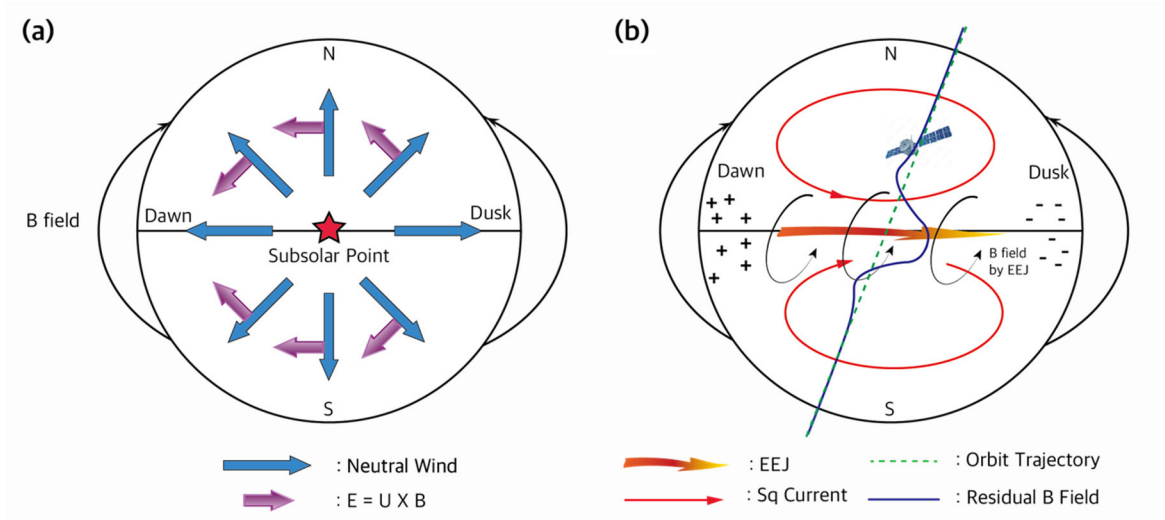 (a)
N
B field
Dawn
Dusk
Subsolar Point
S
: Neutral Wind
: E = U X B
(b)
N
Dawn
Dusk
+ + + + + + + +
- - - - - - - -
B field
by EEJ
S
: EEJ
: Orbit Trajectory
: Sq Current
: Residual B Field